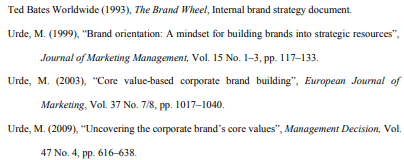 Ted Bates Worldwide (1993), The Brand Wheel, Internal brand strategy document.
Urde, M. (1999), “Brand orientation: A mindset for building brands into strategic resources”,
Journal of Marketing Management, Vol. 15 No. 1–3, pp. 117–133.
Urde, M. (2003), “Core value-based corporate brand building”, European Journal of
Marketing, Vol. 37 No. 7/8, pp. 1017–1040.
Urde, M. (2009), “Uncovering the corporate brand’s core values”, Management Decision, Vol.
47 No. 4, pp. 616–638.